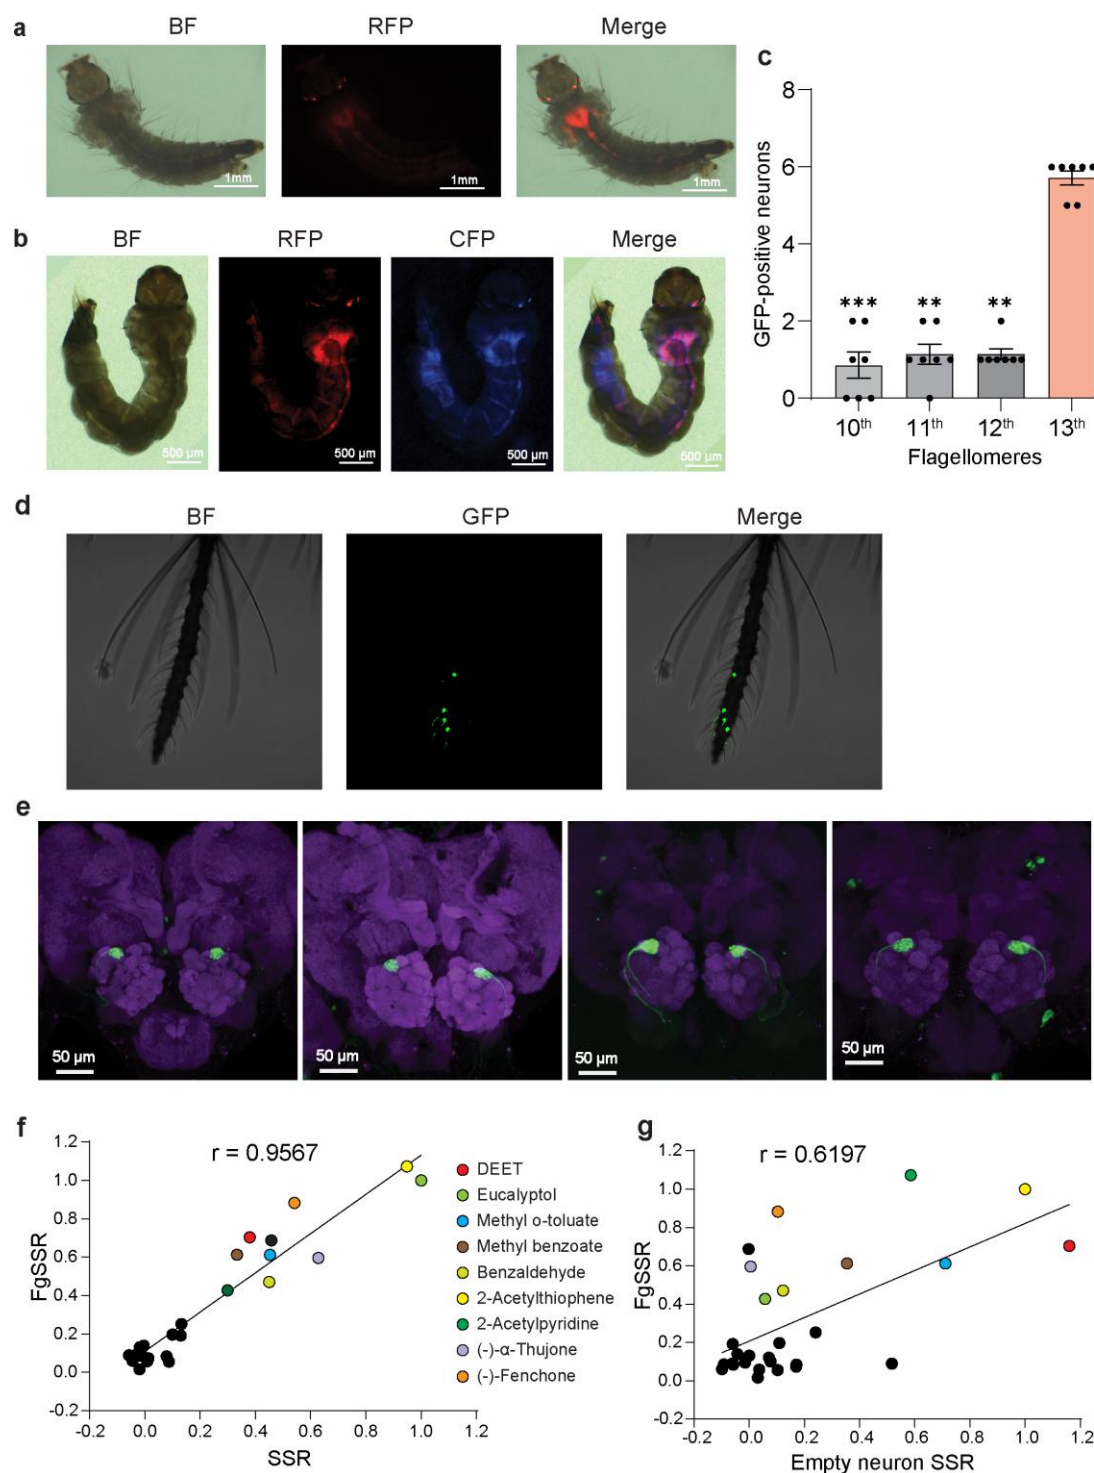 a
BF
RFP
Merge
1mm
1mm
1mm
b
BF
RFP
CFP
Merge
500 µm
500 µm
500 µm
500 µm
c
GFP-positive neurons
8
6
4
2
0
***
**
**
10th
11th
12th
13th
Flagellomeres
d
BF
GFP
Merge
e
50 µm
50 µm
50 µm
50 µm
f
r = 0.9567
FgSSR
1.2
1.0
0.8
0.6
0.4
0.2
0.0
-0.2
-0.2
0.0
0.2
0.4
0.6
0.8
1.0
1.2
SSR
DEET
Eucalyptol
Methyl o-toluate
Methyl benzoate
Benzaldehyde
2-Acetylthiophene
2-Acetylpyridine
(-)-α-Thujone
(-)-Fenchone
g
r = 0.6197
FgSSR
1.2
1.0
0.8
0.6
0.4
0.2
0.0
-0.2
-0.2
0.0
0.2
0.4
0.6
0.8
1.0
1.2
Empty neuron SSR